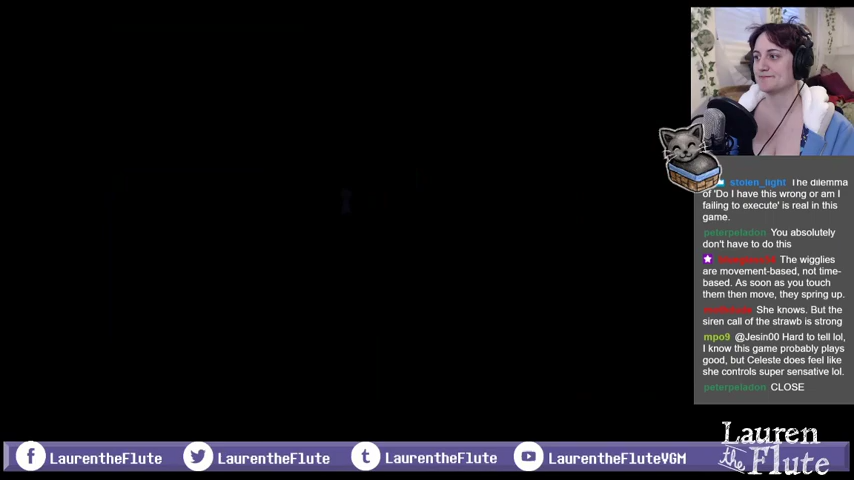 stolen_light The dilemma
of 'Do I have this wrong or am I
failing to execute' is real in this
game.
peterpeladon You absolutely
don't have to do this
The wigglies
are movement-based, not time-
based. As soon as you touch
them then move, they spring up.
She knows. But the
siren call of the strawb is strong
mpo9 @Jesin00 Hard to tell lol,
I know this game probably plays
good, but Celeste does feel like
she controls super sensative lol.
peterpeladon CLOSE
LaurentheFlute
LaurentheFlute
LaurentheFlute
LaurentheFluteVGM
Lauren
the Flute